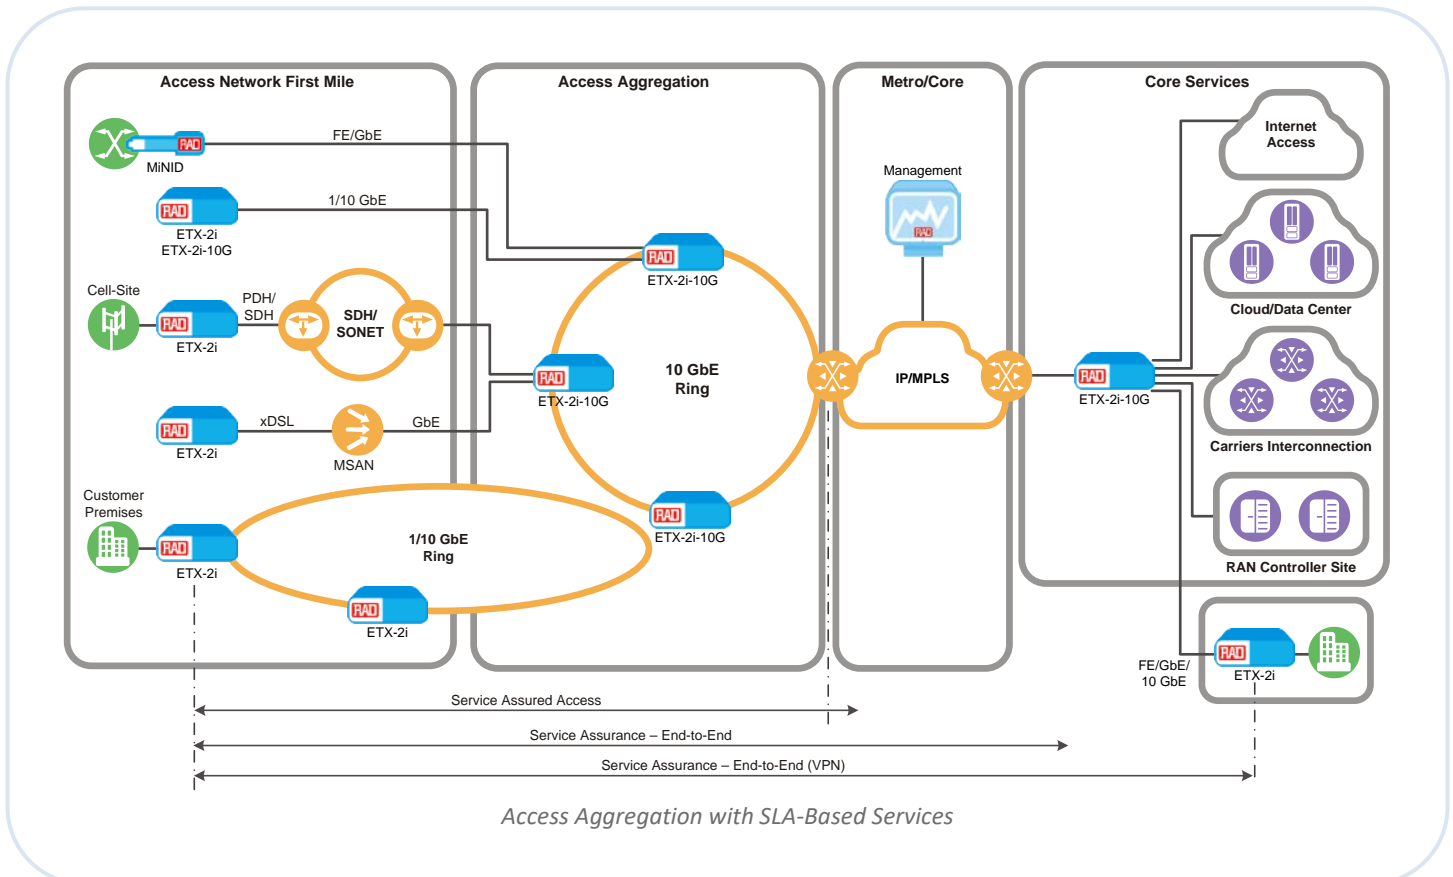 Access Network First Mile
Access Aggregation
Metro/Core
Core Services
RAD
MiNID
FE/GbE
RAD
ETX-2i
ETX-2i-10G
1/10 GbE
Cell-Site
RAD
ETX-2i
PDH/
SDH
SDH/
SONET
RAD
ETX-2i
xDSL
MSAN
GbE
Customer
Premises
RAD
ETX-2i
1/10 GbE
Ring
RAD
ETX-2i
RAD
ETX-2i-10G
RAD
ETX-2i-10G
10 GbE
Ring
RAD
ETX-2i-10G
Management
RAD
IP/MPLS
RAD
ETX-2i-10G
Internet
Access
Cloud/Data Center
Carriers Interconnection
RAN Controller Site
FE/GbE/
10 GbE
RAD
ETX-2i
Service Assured Access
Service Assurance – End-to-End
Service Assurance – End-to-End (VPN)
Access Aggregation with SLA-Based Services